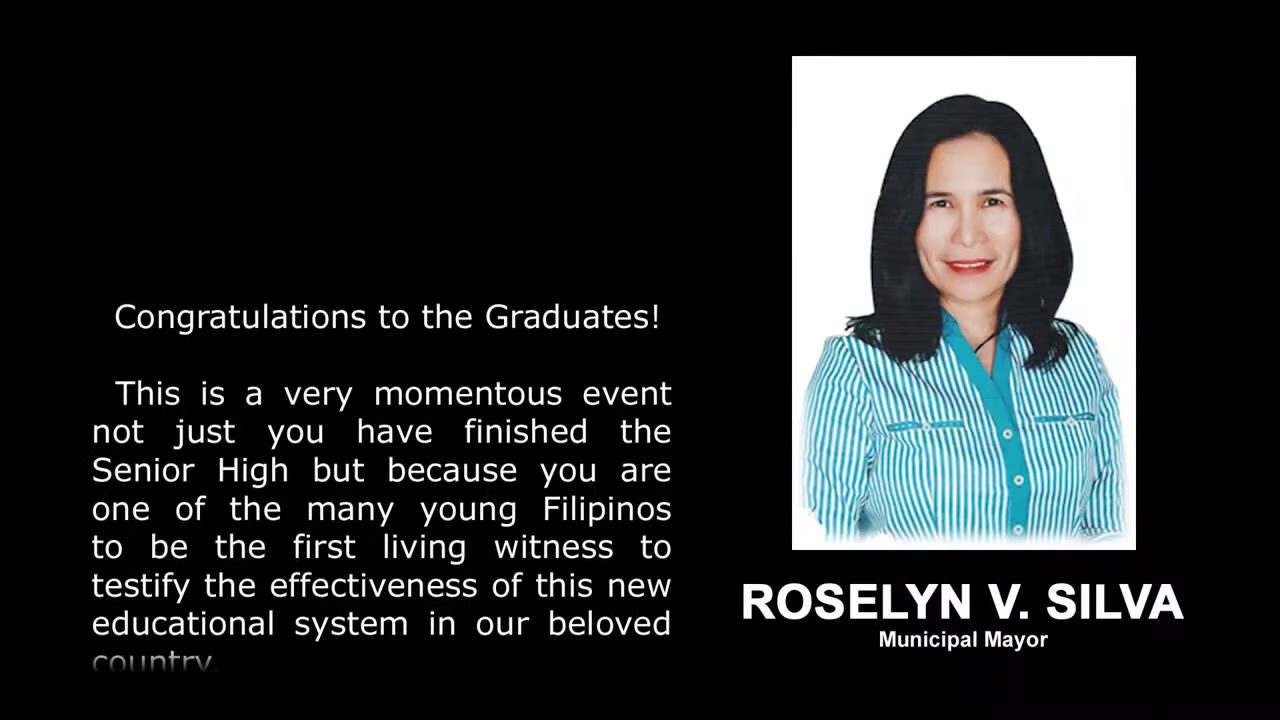 Congratulations to the Graduates!
This is a very momentous event
not just you have finished the
Senior High but because you are
one of the many young Filipinos
to be the first living witness to
testify the effectiveness of this new
educational system in our beloved
country.
ROSELYN V. SILVA
Municipal Mayor